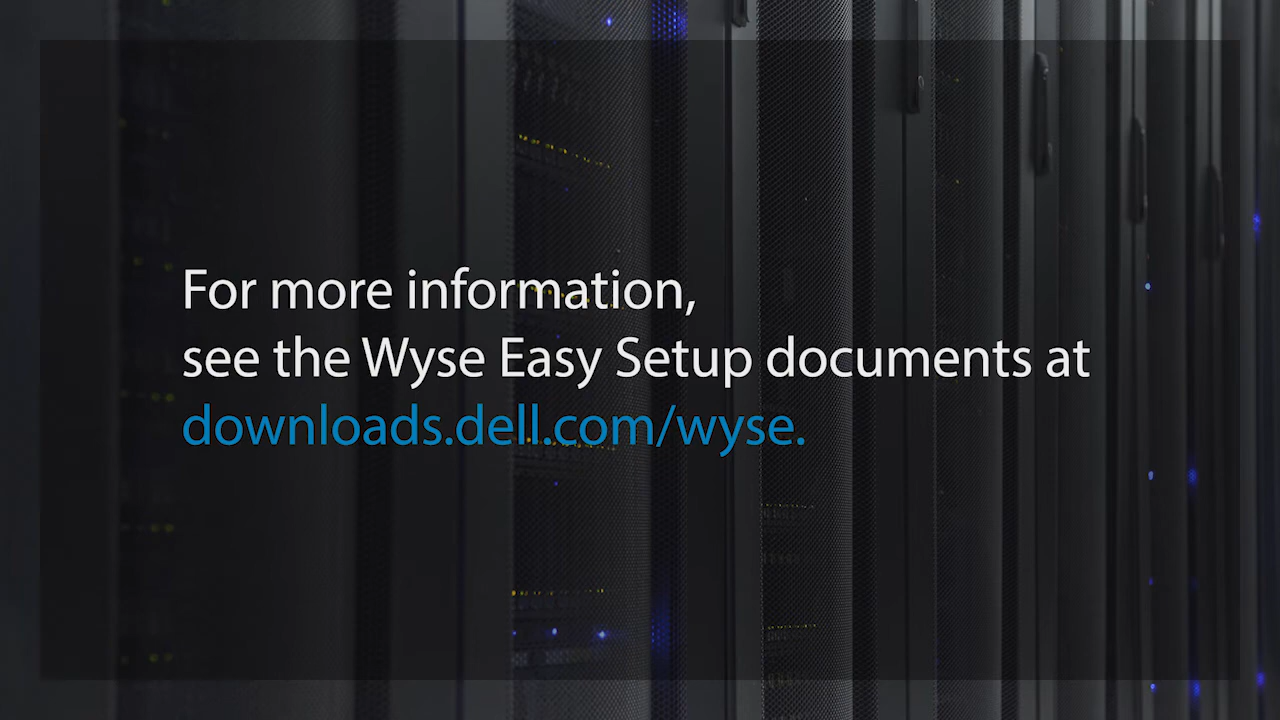 For more information,
see the Wyse Easy Setup documents at
downloads.dell.com/wyse.